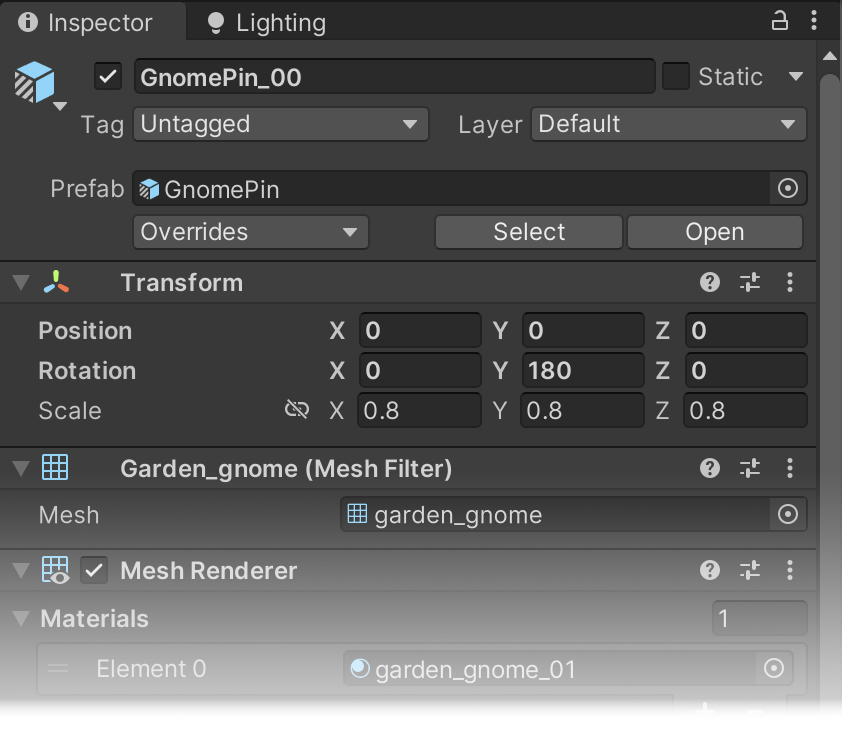 Inspector Lighting
GnomePin_00 Static
Tag Untagged Layer Default
Prefab GnomePin
Overrides Select Open
Transform
Position X 0 Y 0 Z 0
Rotation X 0 Y 180 Z 0
Scale X 0.8 Y 0.8 Z 0.8
Garden_gnome (Mesh Filter)
Mesh garden_gnome
Mesh Renderer
Materials 1
Element 0 garden_gnome_01